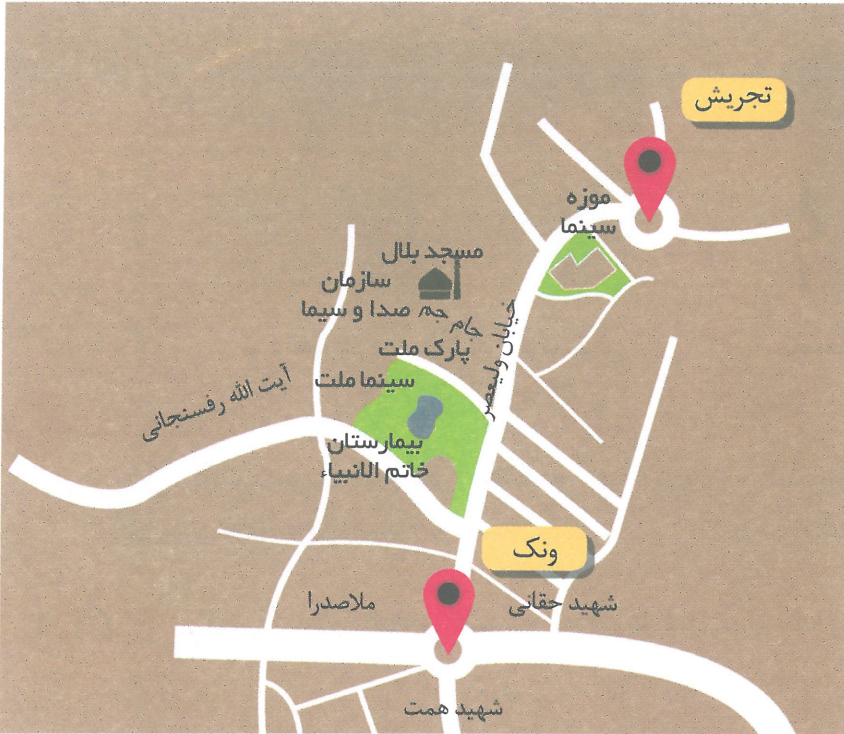 تجریش
موزه
سینما
مسجد بلال
سازمان
صدا و سیما
جام جم
خیابان ولیعصر
پارک ملت
سینما ملت
آیت الله رفسنجانی
بیمارستان
خاتم الانبیاء
ونک
ملاصدرا
شهید حقانی
شهید همت